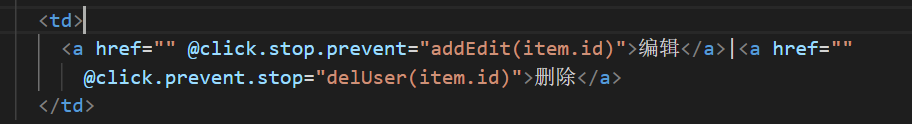 <td>
<a href="" @click.stop.prevent="addEdit(item.id)">编辑</a>|<a href=""
@click.prevent.stop="delUser(item.id)">删除</a>
</td>